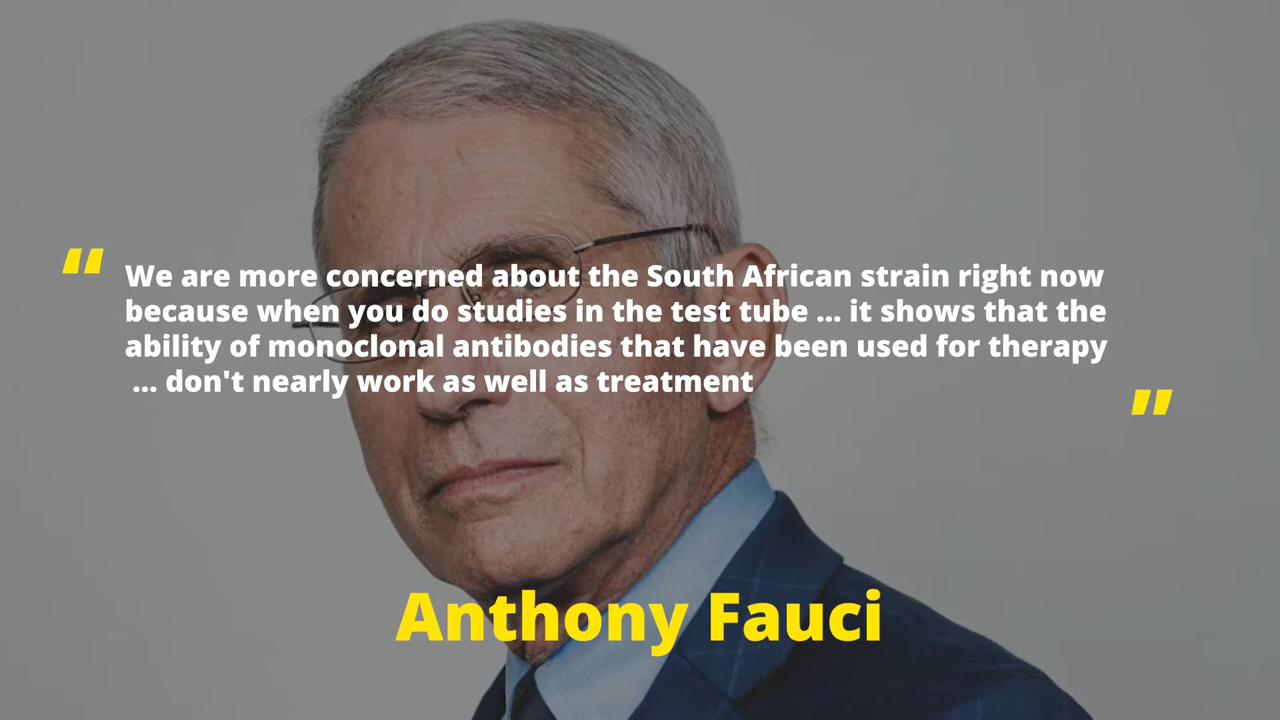 "
We are more concerned about the South African strain right now
because when you do studies in the test tube ... it shows that the
ability of monoclonal antibodies that have been used for therapy
... don't nearly work as well as treatment
"
Anthony Fauci